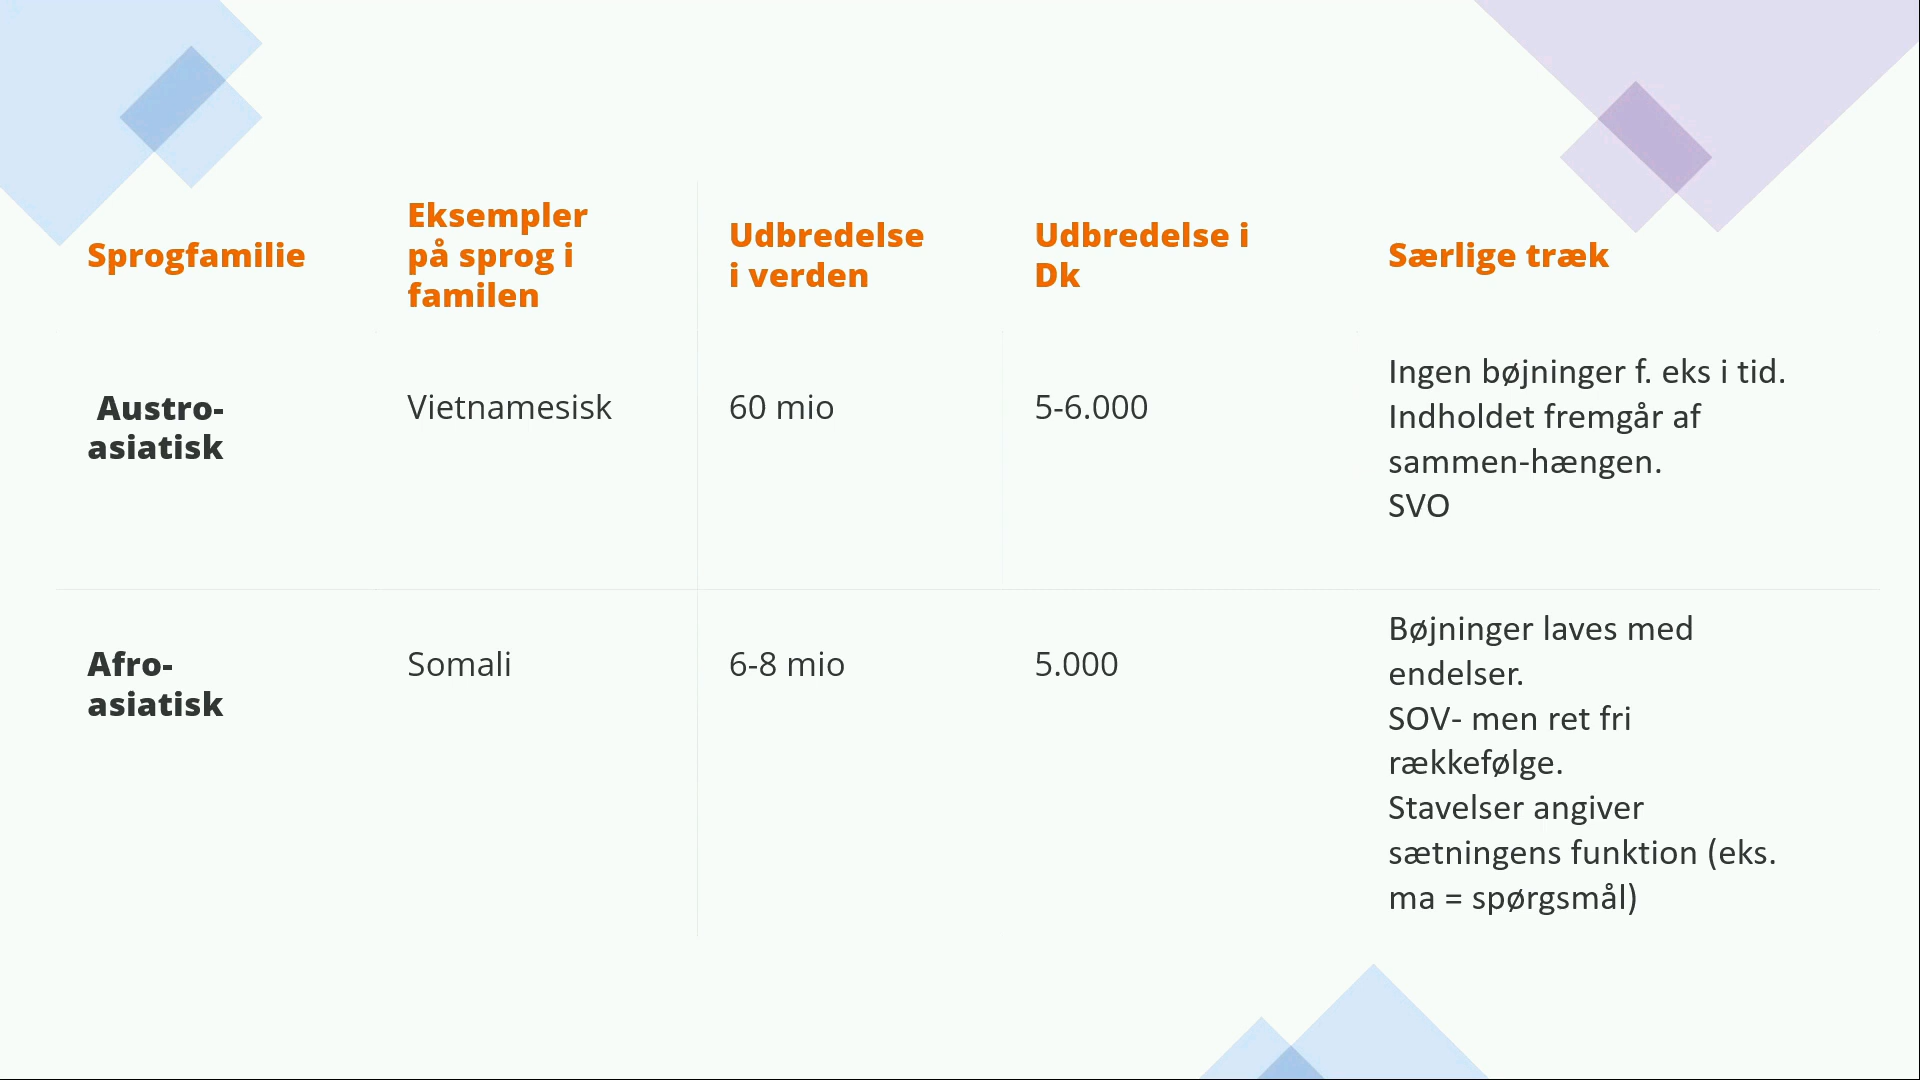 Sprogfamilie
Eksempler
på sprog i
familen
Udbredelse
i verden
Udbredelse i
Dk
Særlige træk
Austro-
asiatisk
Vietnamesisk
60 mio
5-6.000
Ingen bøjninger f. eks i tid.
Indholdet fremgår af
sammen-hængen.
SVO
Afro-
asiatisk
Somali
6-8 mio
5.000
Bøjninger laves med
endelser.
SOV- men ret fri
rækkefølge.
Stavelser angiver
sætningens funktion (eks.
ma = spørgsmål)